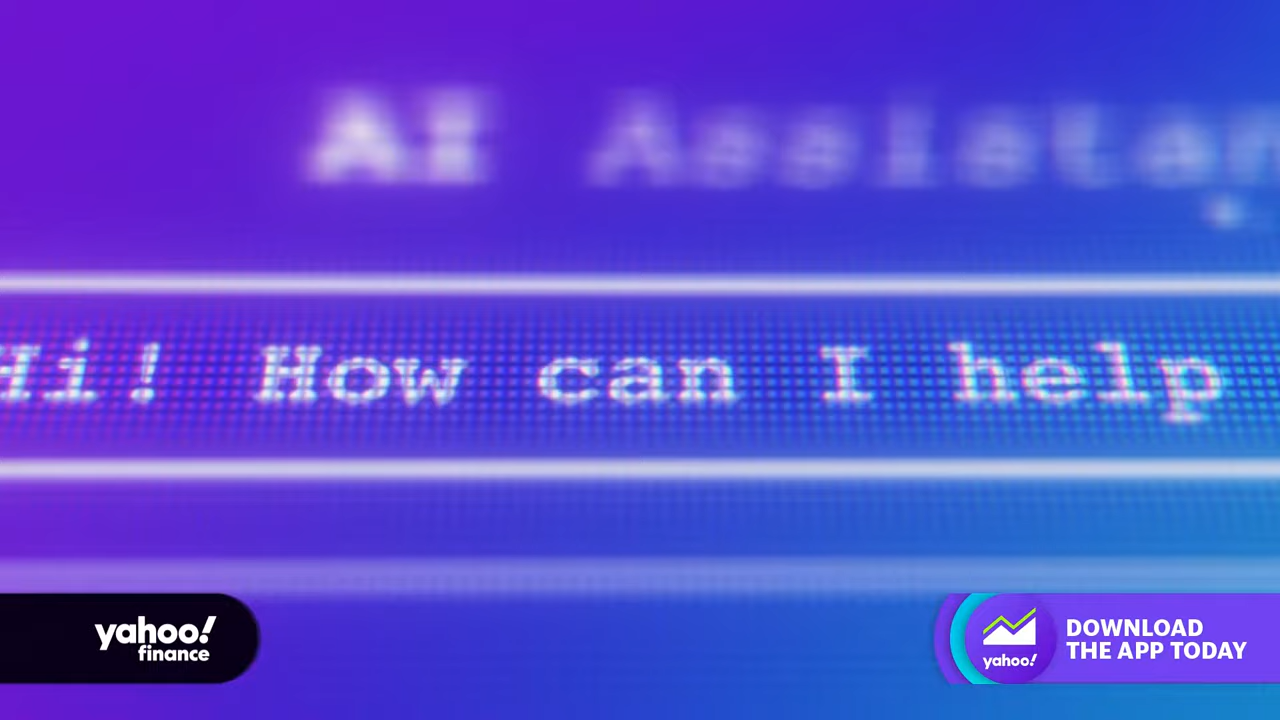 AI Assistan
Hi! How can I help
yahoo!
finance
yahoo!
DOWNLOAD
THE APP TODAY